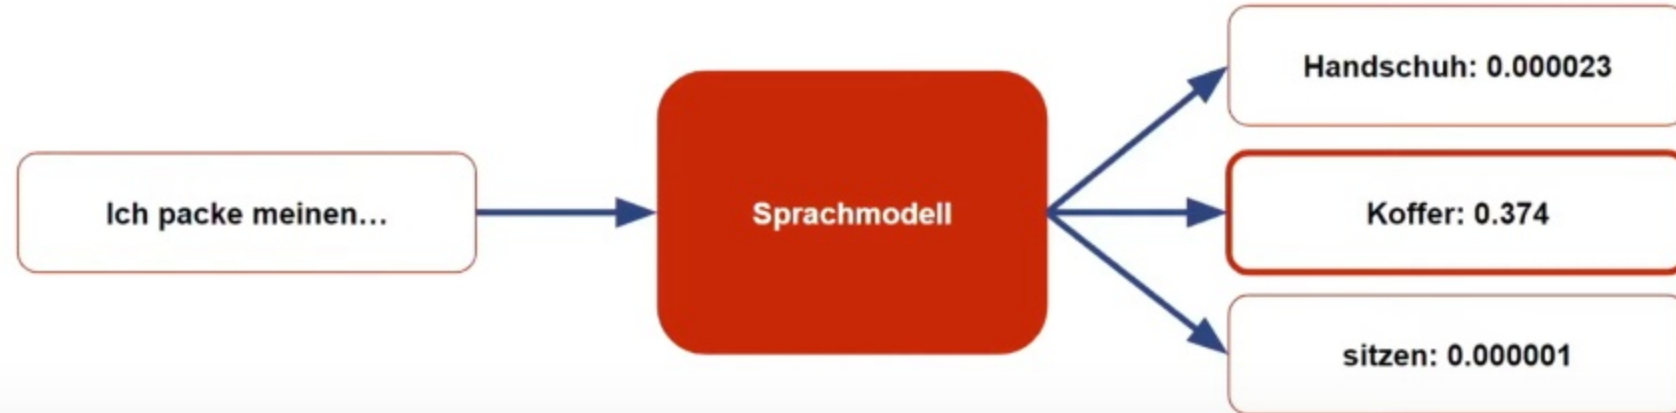 Ich packe meinen…
Sprachmodell
Handschuh: 0.000023
Koffer: 0.374
sitzen: 0.000001